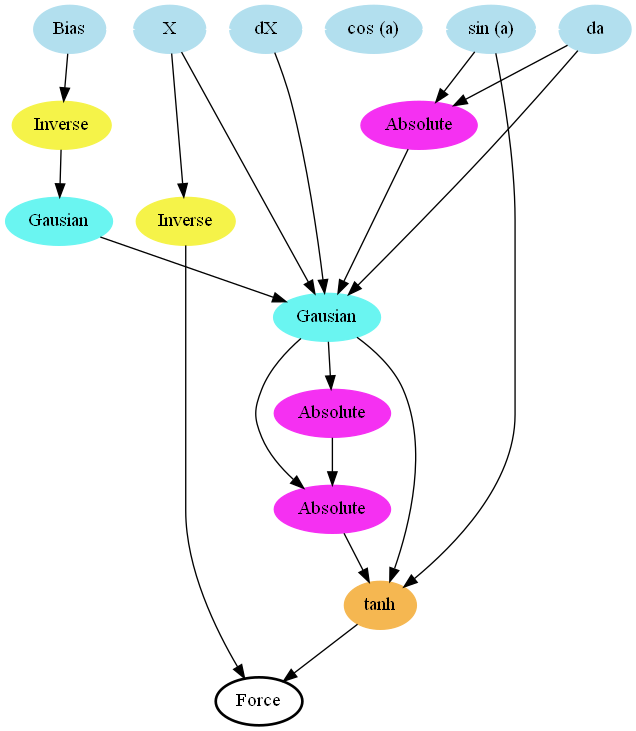 Bias
X
dX
cos (a)
sin (a)
da
Inverse
Absolute
Gausian
Inverse
Gausian
Absolute
Absolute
tanh
Force